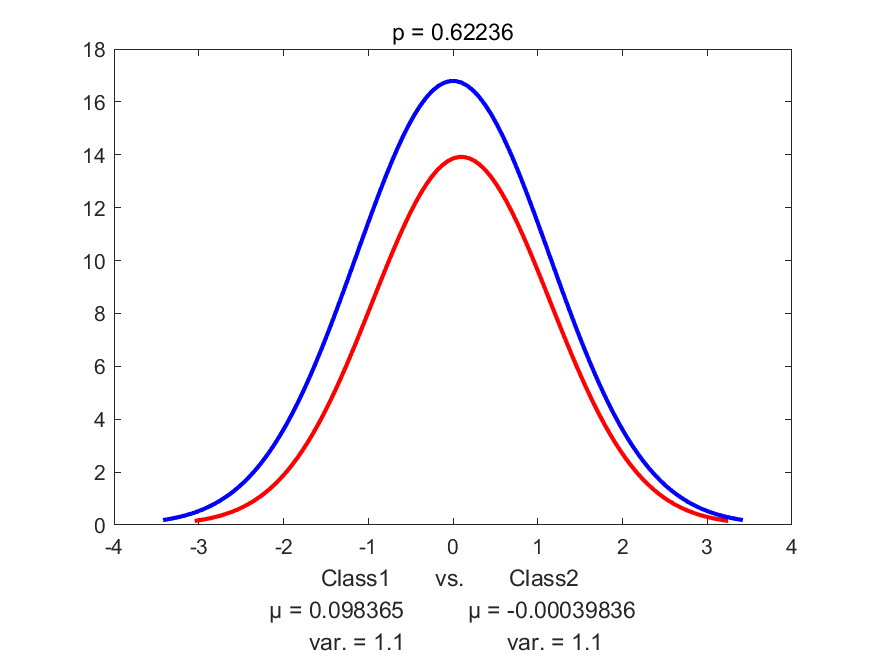 p = 0.62236
18
16
14
12
10
8
6
4
2
0
-4 -3 -2 -1 0 1 2 3 4
Class1 vs. Class2
μ = 0.098365 μ = -0.00039836
var. = 1.1 var. = 1.1